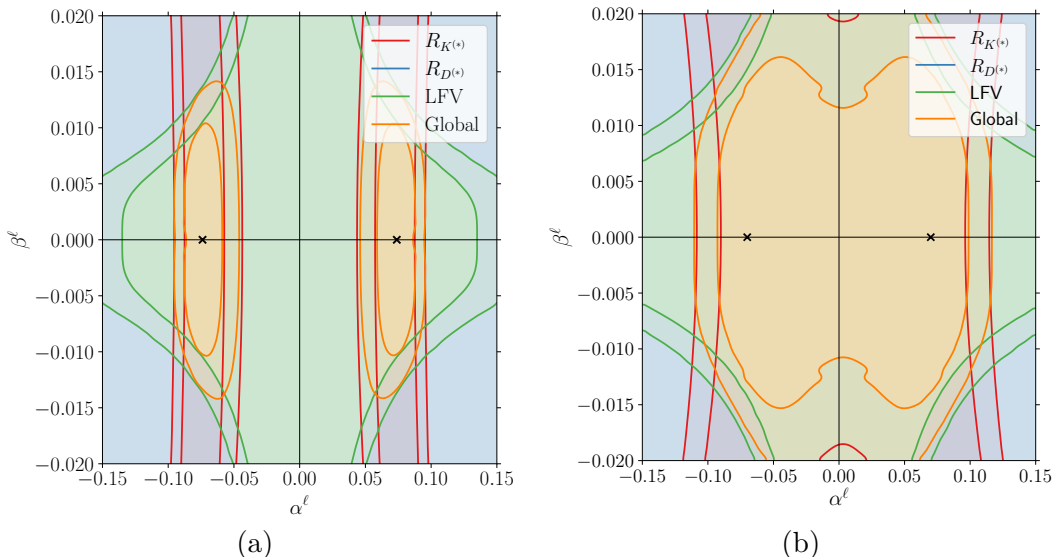 0.020
0.015
0.010
0.005
0.000
−0.005
−0.010
−0.015
−0.020
β^ℓ
−0.15
−0.10
−0.05
0.00
0.05
0.10
0.15
α^ℓ
R_{K^{(*)}}
R_{D^{(*)}}
LFV
Global
(a)
0.020
0.015
0.010
0.005
0.000
−0.005
−0.010
−0.015
−0.020
β^ℓ
−0.15
−0.10
−0.05
0.00
0.05
0.10
0.15
α^ℓ
R_{K^{(*)}}
R_{D^{(*)}}
LFV
Global
(b)